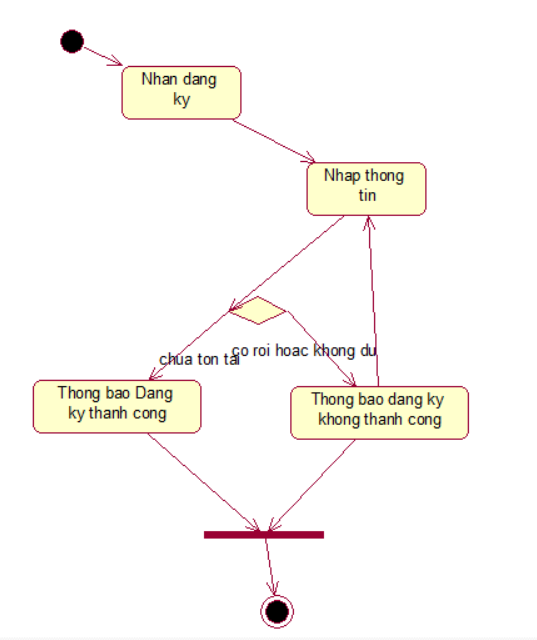 Nhan dang
ky
Nhap thong
tin
co roi hoac khong du
chua ton tai
Thong bao Dang
ky thanh cong
Thong bao dang ky
khong thanh cong